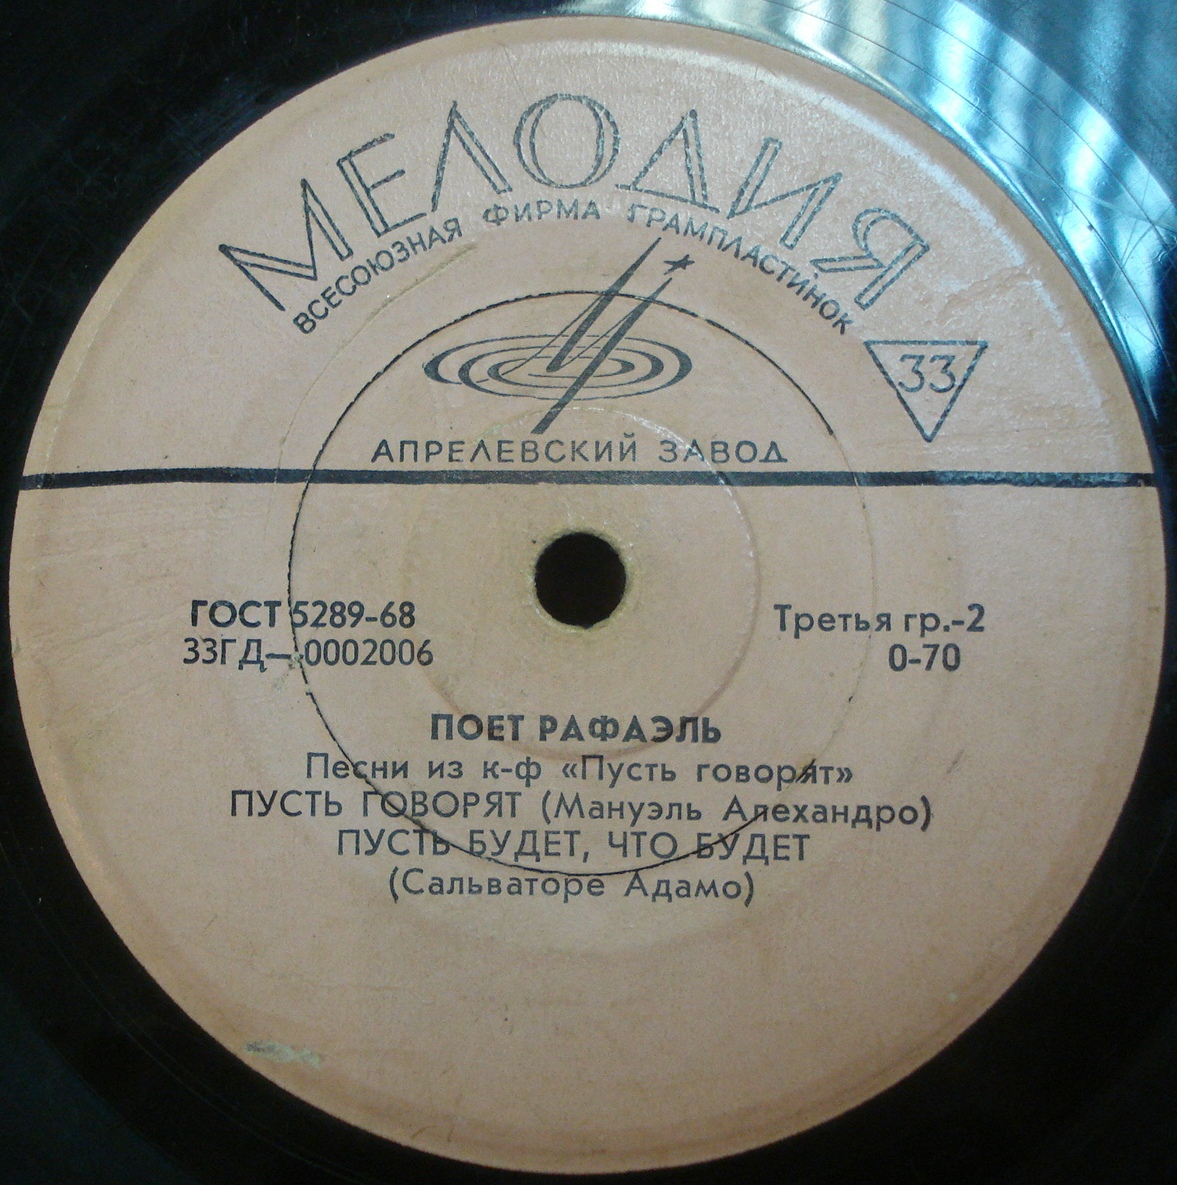 МЕЛОДИЯ
ВСЕСОЮЗНАЯ ФИРМА ГРАМПЛАСТИНОК
33
АПРЕЛЕВСКИЙ ЗАВОД
ГОСТ 5289-68
Третья гр.-2
33ГД—0002006
0-70
ПОЕТ РАФАЭЛЬ
Песни из к-ф «Пусть говорят»
ПУСТЬ ГОВОРЯТ (Мануэль Алехандро)
ПУСТЬ БУДЕТ, ЧТО БУДЕТ
(Сальваторе Адамо)